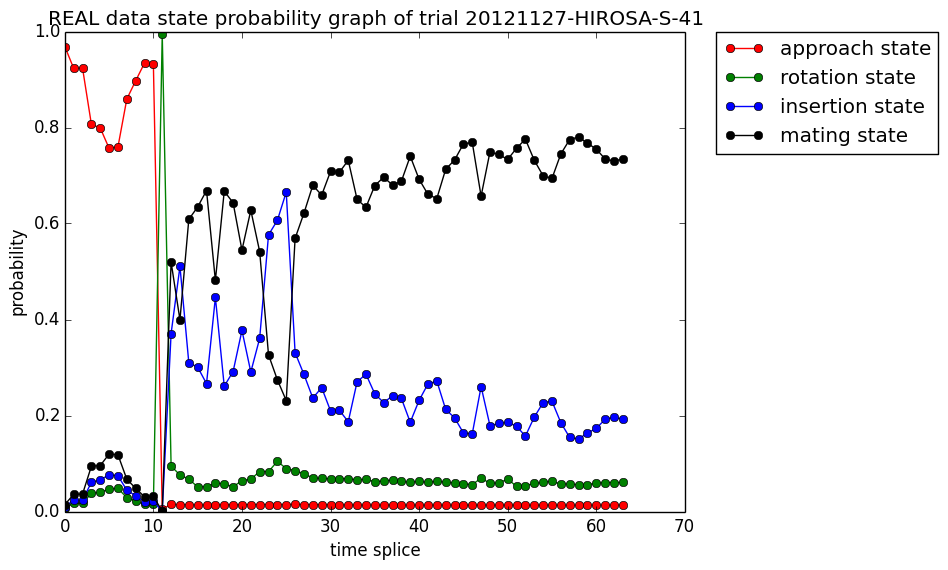 REAL data state probability graph of trial 20121127-HIROSA-S-41
1.0
0.8
0.6
0.4
0.2
0.0
probability
0 10 20 30 40 50 60 70
time splice
approach state
rotation state
insertion state
mating state